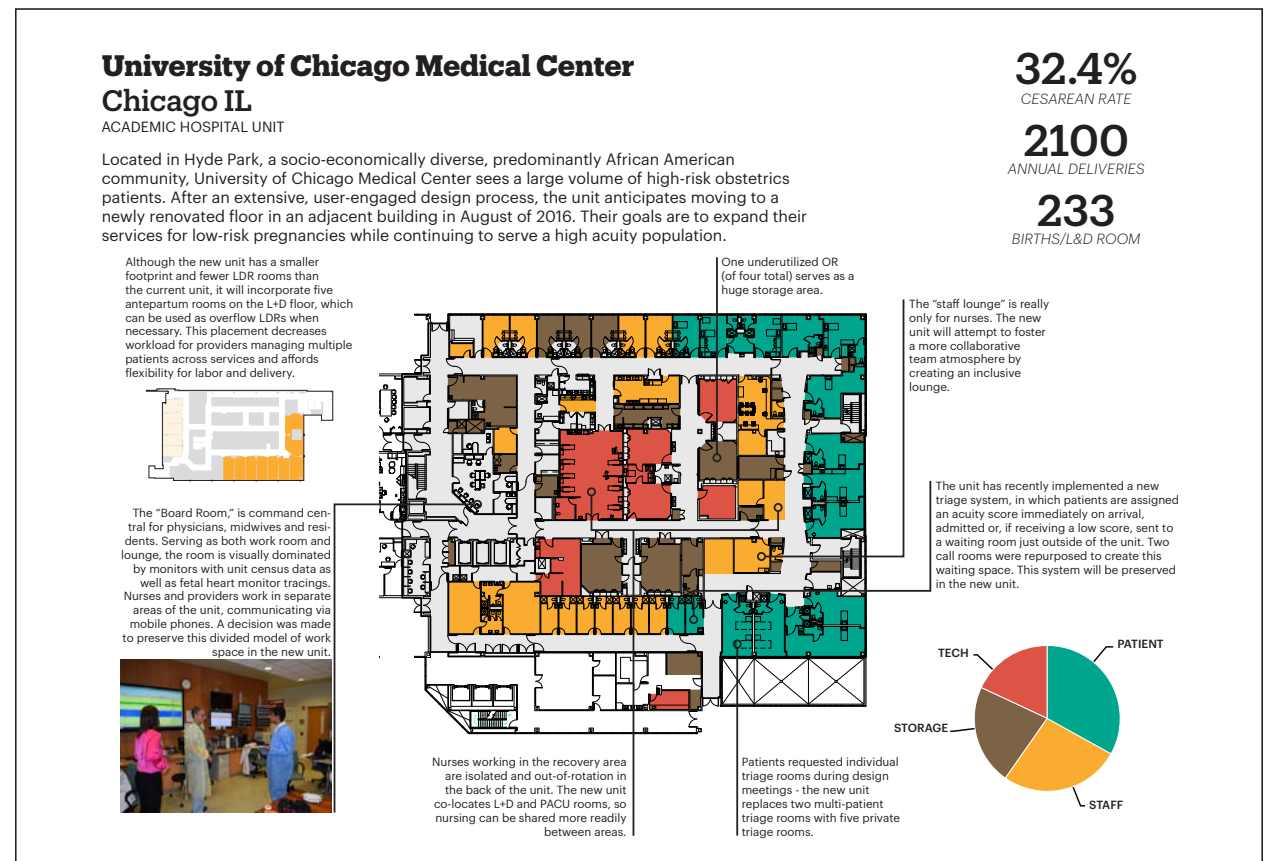 University of Chicago Medical Center
Chicago IL
ACADEMIC HOSPITAL UNIT
Located in Hyde Park, a socio-economically diverse, predominantly African American
community, University of Chicago Medical Center sees a large volume of high-risk obstetrics
patients. After an extensive, user-engaged design process, the unit anticipates moving to a
newly renovated floor in an adjacent building in August of 2016. Their goals are to expand their
services for low-risk pregnancies while continuing to serve a high acuity population.
32.4%
CESAREAN RATE
2100
ANNUAL DELIVERIES
233
BIRTHS/L&D ROOM
Although the new unit has a smaller
footprint and fewer LDR rooms than
the current unit, it will incorporate five
antepartum rooms on the L+D floor, which
can be used as overflow LDRs when
necessary. This placement decreases
workload for providers managing multiple
patients across services and affords
flexibility for labor and delivery.
One underutilized OR
(of four total) serves as a
huge storage area.
The "staff lounge" is really
only for nurses. The new
unit will attempt to foster
a more collaborative
team atmosphere by
creating an inclusive
lounge.
The unit has recently implemented a new
triage system, in which patients are assigned
an acuity score immediately on arrival,
admitted or, if receiving a low score, sent to
a waiting room just outside of the unit. Two
call rooms were repurposed to create this
waiting space. This system will be preserved
in the new unit.
The "Board Room," is command cen-
tral for physicians, midwives and resi-
dents. Serving as both work room and
lounge, the room is visually dominated
by monitors with unit census data as
well as fetal heart monitor tracings.
Nurses and providers work in separate
areas of the unit, communicating via
mobile phones. A decision was made
to preserve this divided model of work
space in the new unit.
Nurses working in the recovery area
are isolated and out-of-rotation in
the back of the unit. The new unit
co-locates L+D and PACU rooms, so
nursing can be shared more readily
between areas.
Patients requested individual
triage rooms during design
meetings - the new unit
replaces two multi-patient
triage rooms with five private
triage rooms.
TECH
PATIENT
STORAGE
STAFF